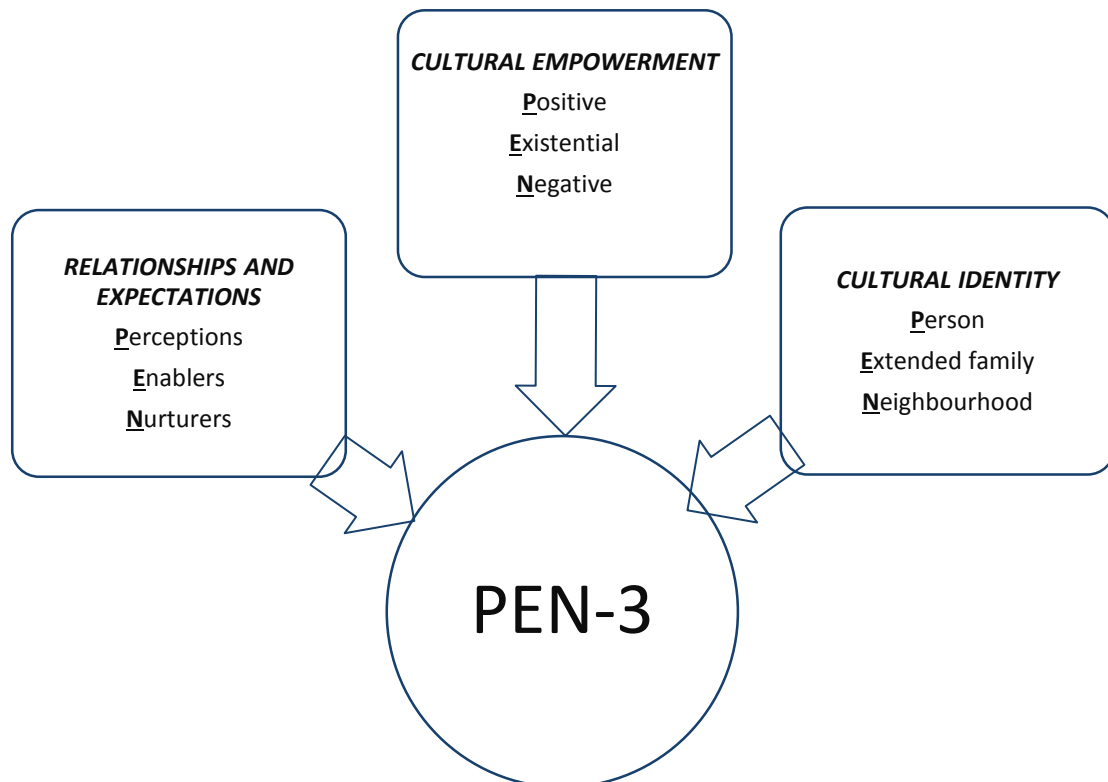 CULTURAL EMPOWERMENT
Positive
Existential
Negative
RELATIONSHIPS AND
EXPECTATIONS
Perceptions
Enablers
Nurturers
CULTURAL IDENTITY
Person
Extended family
Neighbourhood
PEN-3